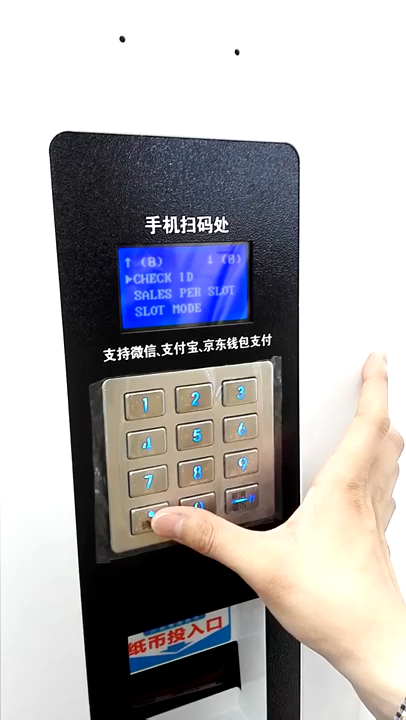 手机扫码处
↑ (8) ↓ (0)
▶CHECK ID
SALES PER SLOT
SLOT MODE
支持微信、支付宝、京东钱包支付
1 2 3
4 5 6
7 8 9
0
纸币投入口